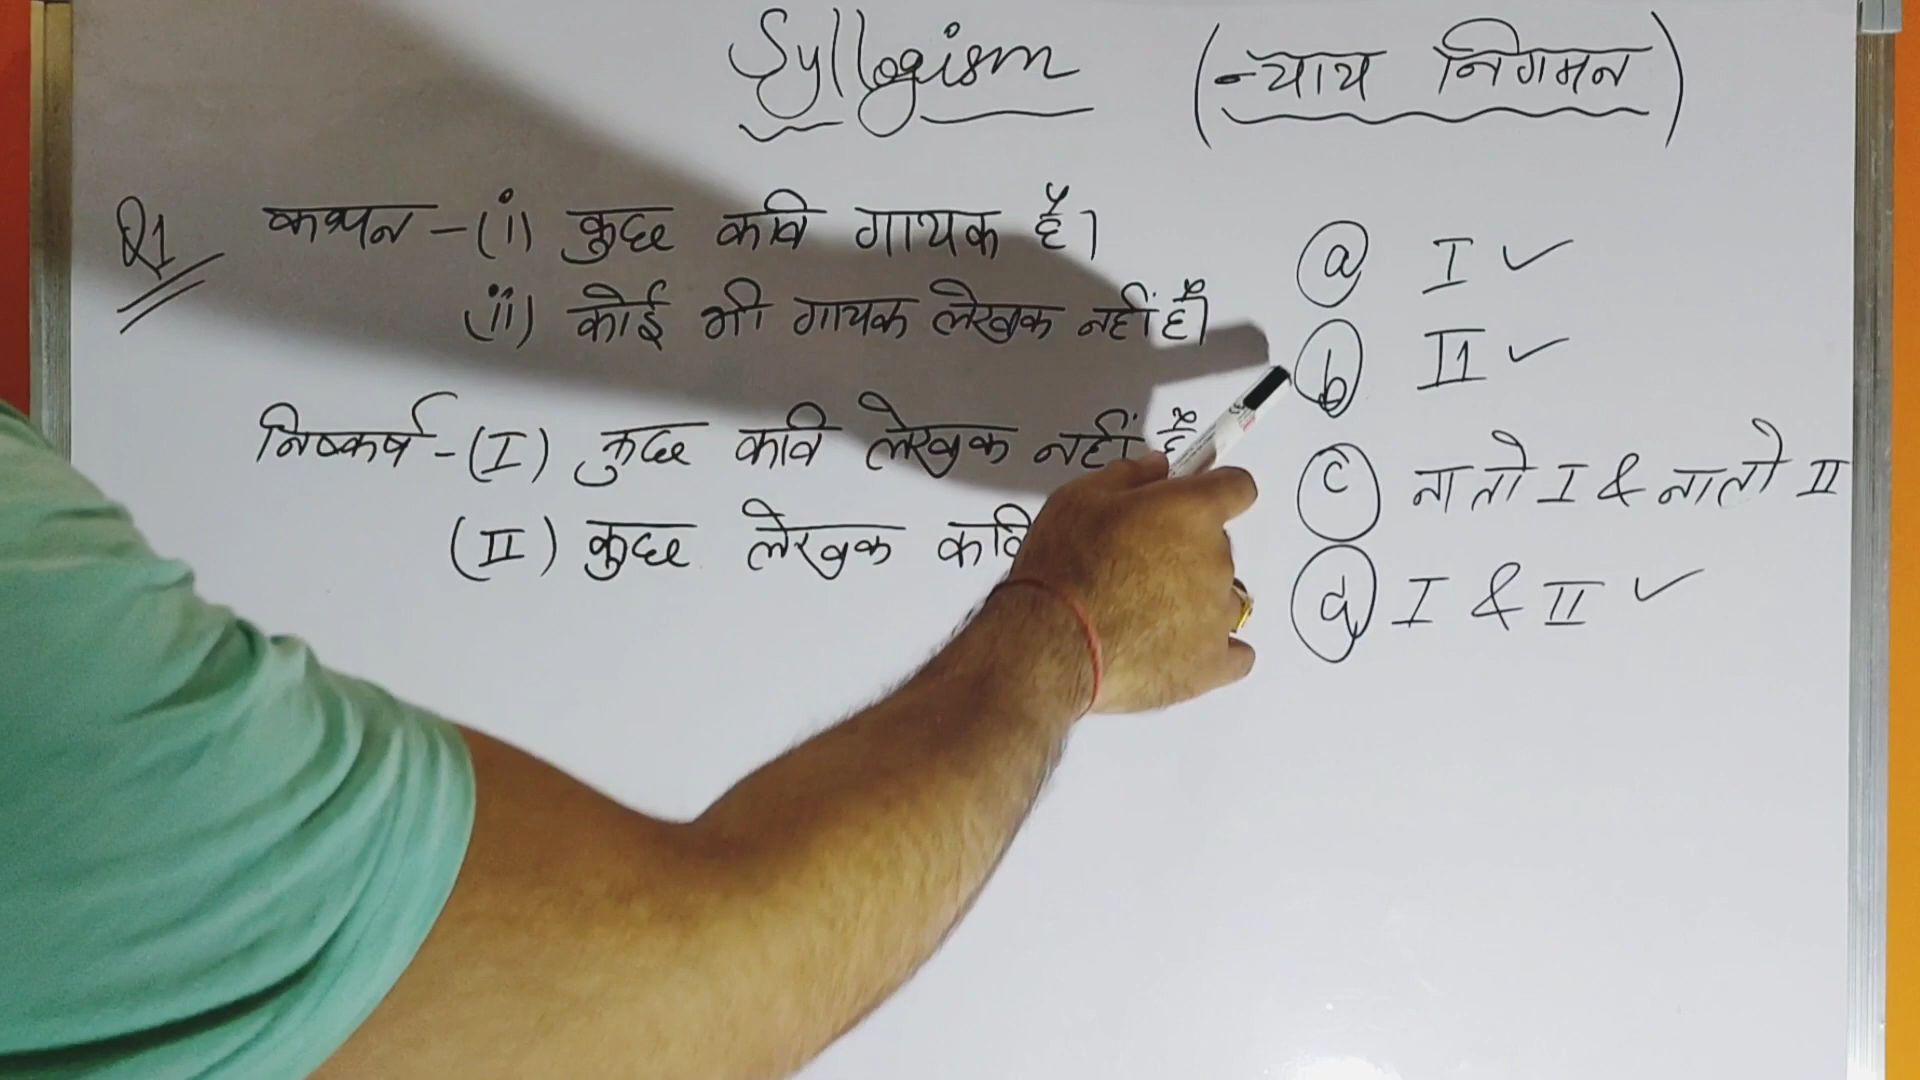 Syllogism (न्याय निगमन)
Q1 कथन - (i) कुछ कवि गायक हैं।
(ii) कोई भी गायक लेखक नहीं है।
निष्कर्ष - (I) कुछ कवि लेखक नहीं हैं
(II) कुछ लेखक कवि
(a) I ✓
(b) II ✓
(c) ना तो I & ना तो II
(d) I & II ✓